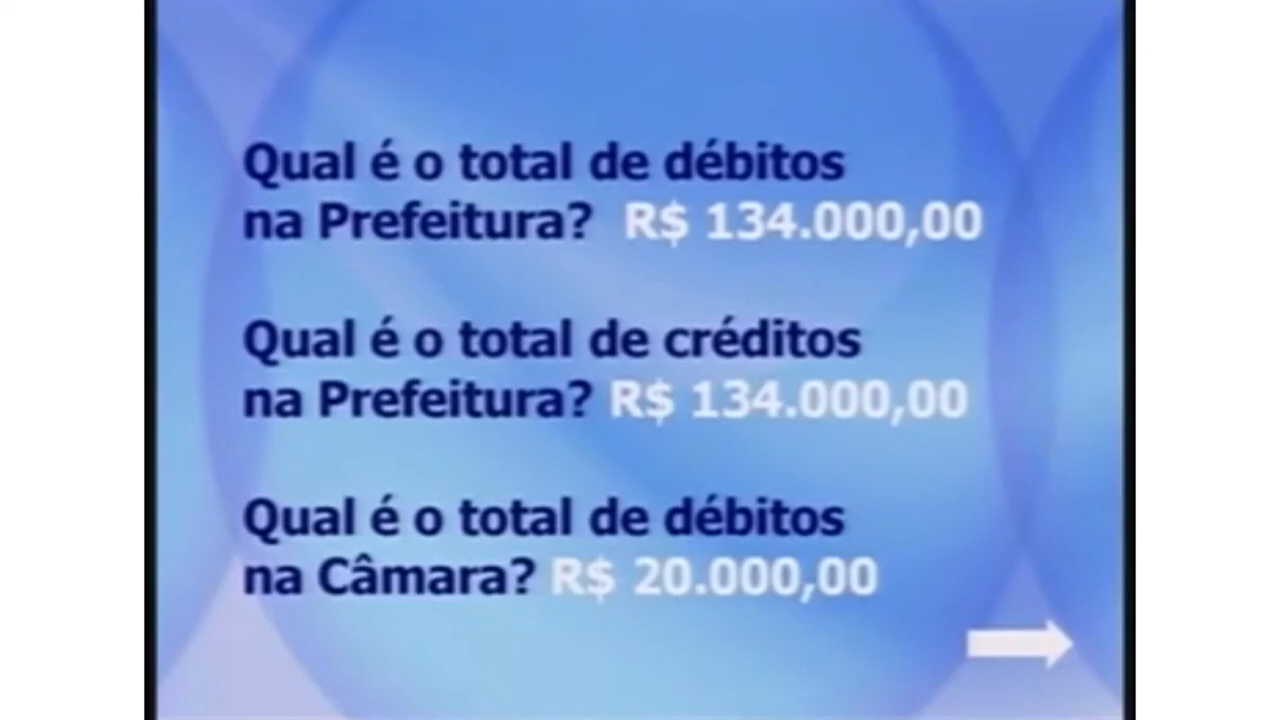 Qual é o total de débitos
na Prefeitura? R$ 134.000,00
Qual é o total de créditos
na Prefeitura? R$ 134.000,00
Qual é o total de débitos
na Câmara? R$ 20.000,00